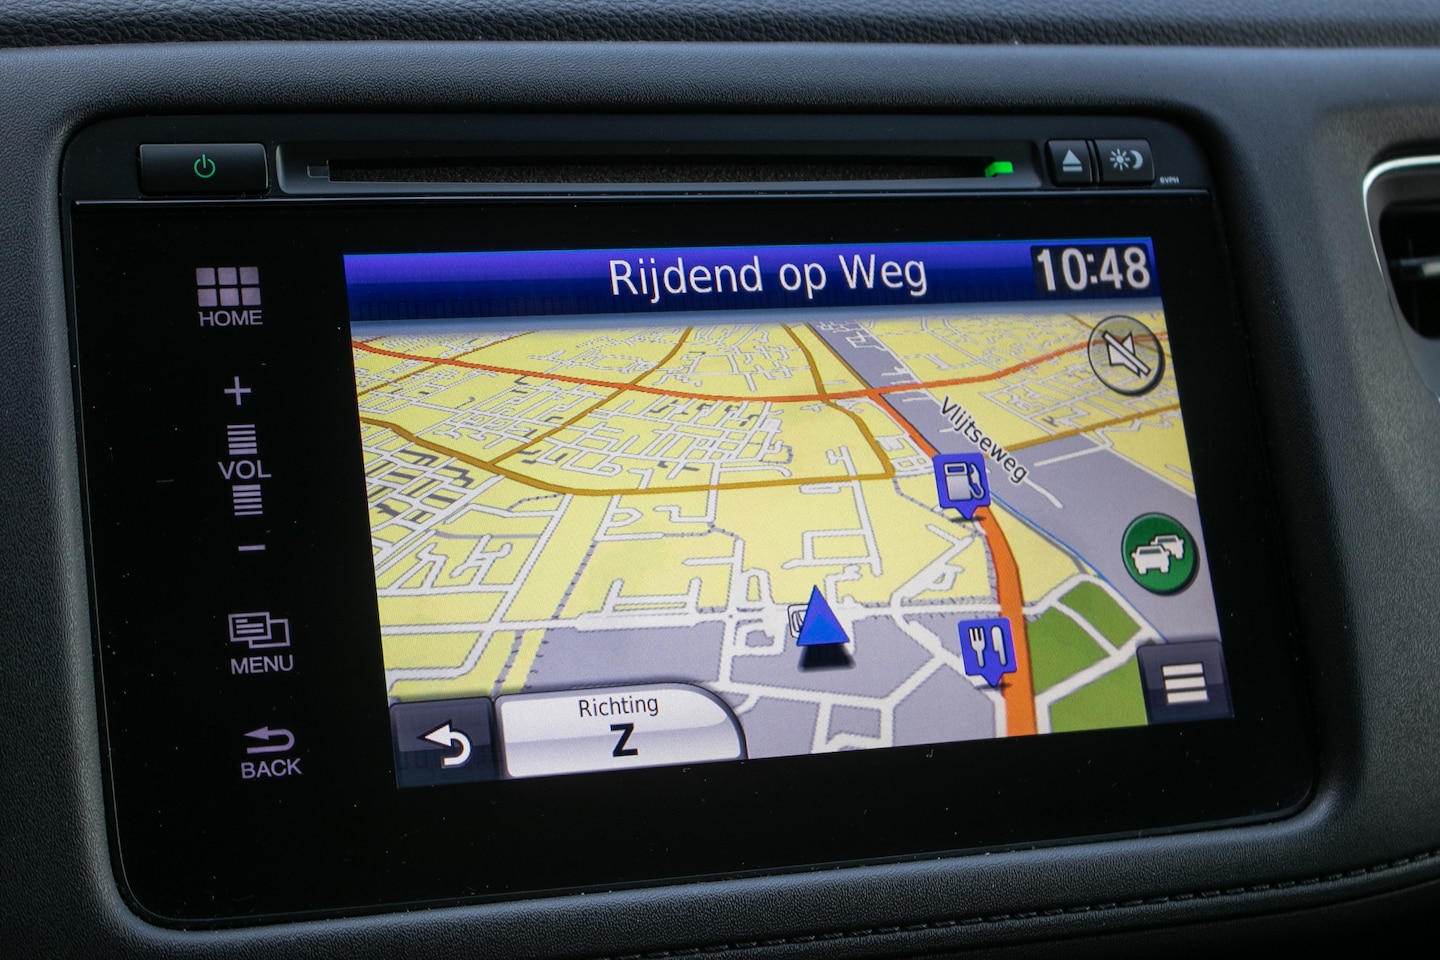 Rijdend op Weg
10:48
HOME
Vlijtseweg
VOL
MENU
Richting
Z
BACK